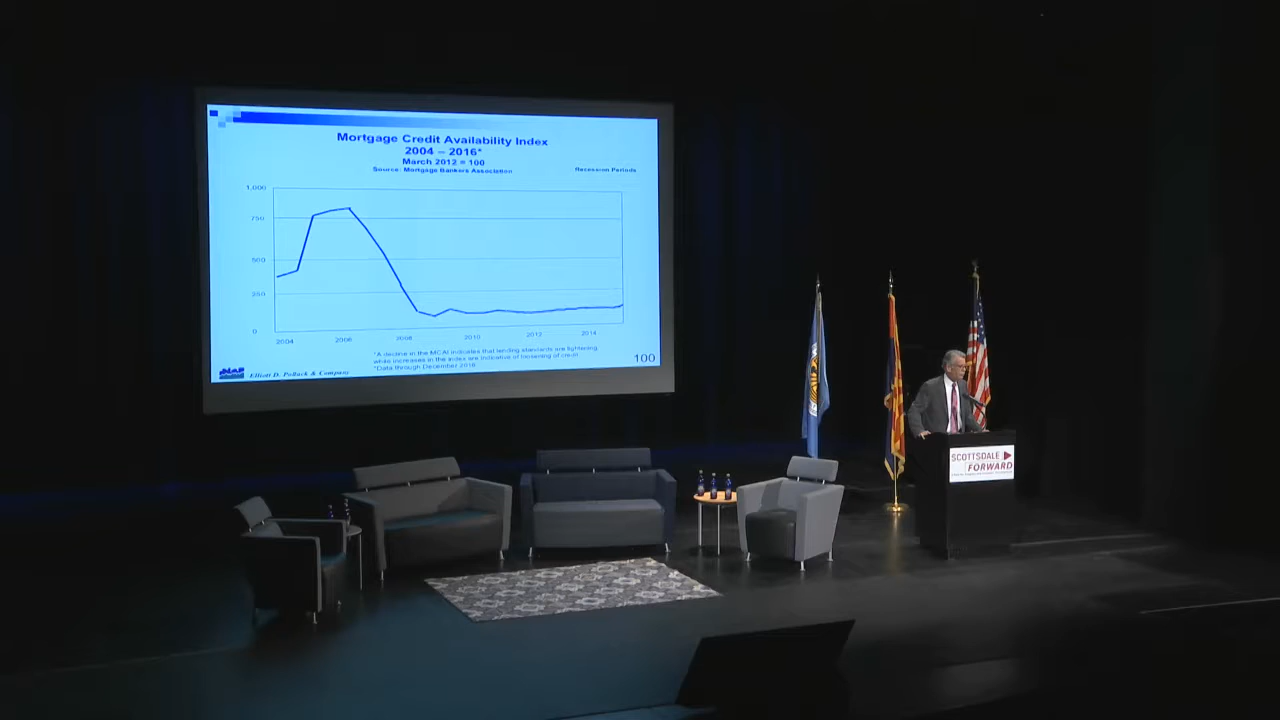 Mortgage Credit Availability Index
2004 – 2016*
March 2012 = 100
Source: Mortgage Bankers Association
Recession Periods
1,000
750
500
250
0
2004
2006
2008
2010
2012
2014
*A decline in the MCAI indicates that lending standards are tightening,
while increases in the index are indicative of loosening of credit
*Data through December 2016
100
Elliott D. Pollack & Company
SCOTTSDALE
FORWARD